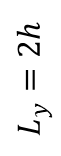 L_y = 2h